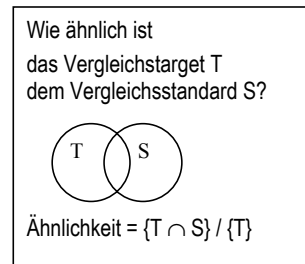 Wie ähnlich ist
das Vergleichstarget T
dem Vergleichsstandard S?
T S
Ähnlichkeit = {T ∩ S} / {T}